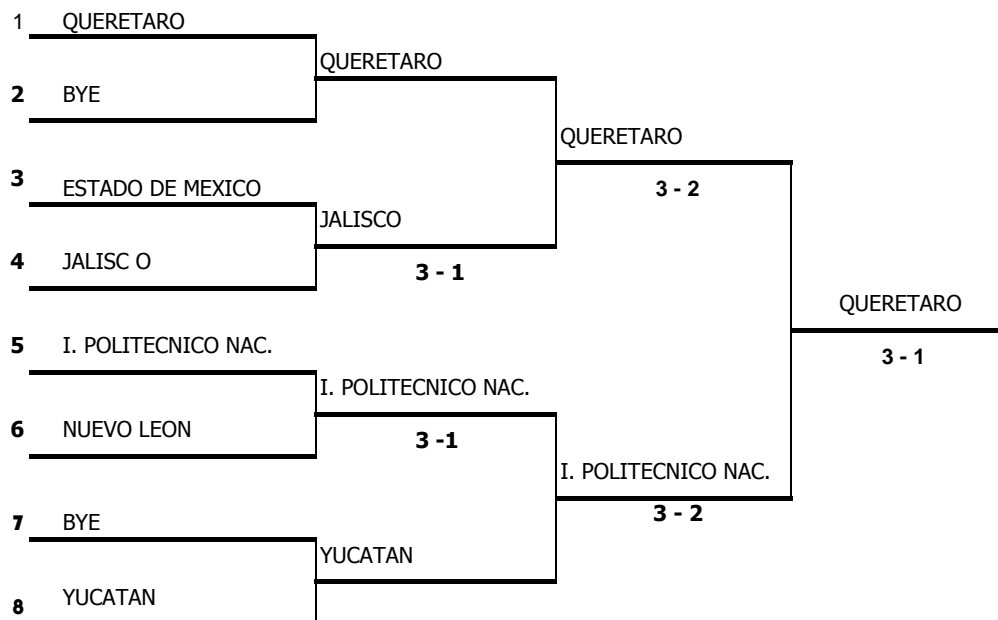 1 QUERETARO
QUERETARO
2 BYE
QUERETARO
3 - 2
3 ESTADO DE MEXICO
JALISCO
3 - 1
4 JALISC O
QUERETARO
3 - 1
5 I. POLITECNICO NAC.
I. POLITECNICO NAC.
3 -1
6 NUEVO LEON
I. POLITECNICO NAC.
3 - 2
7 BYE
YUCATAN
8 YUCATAN